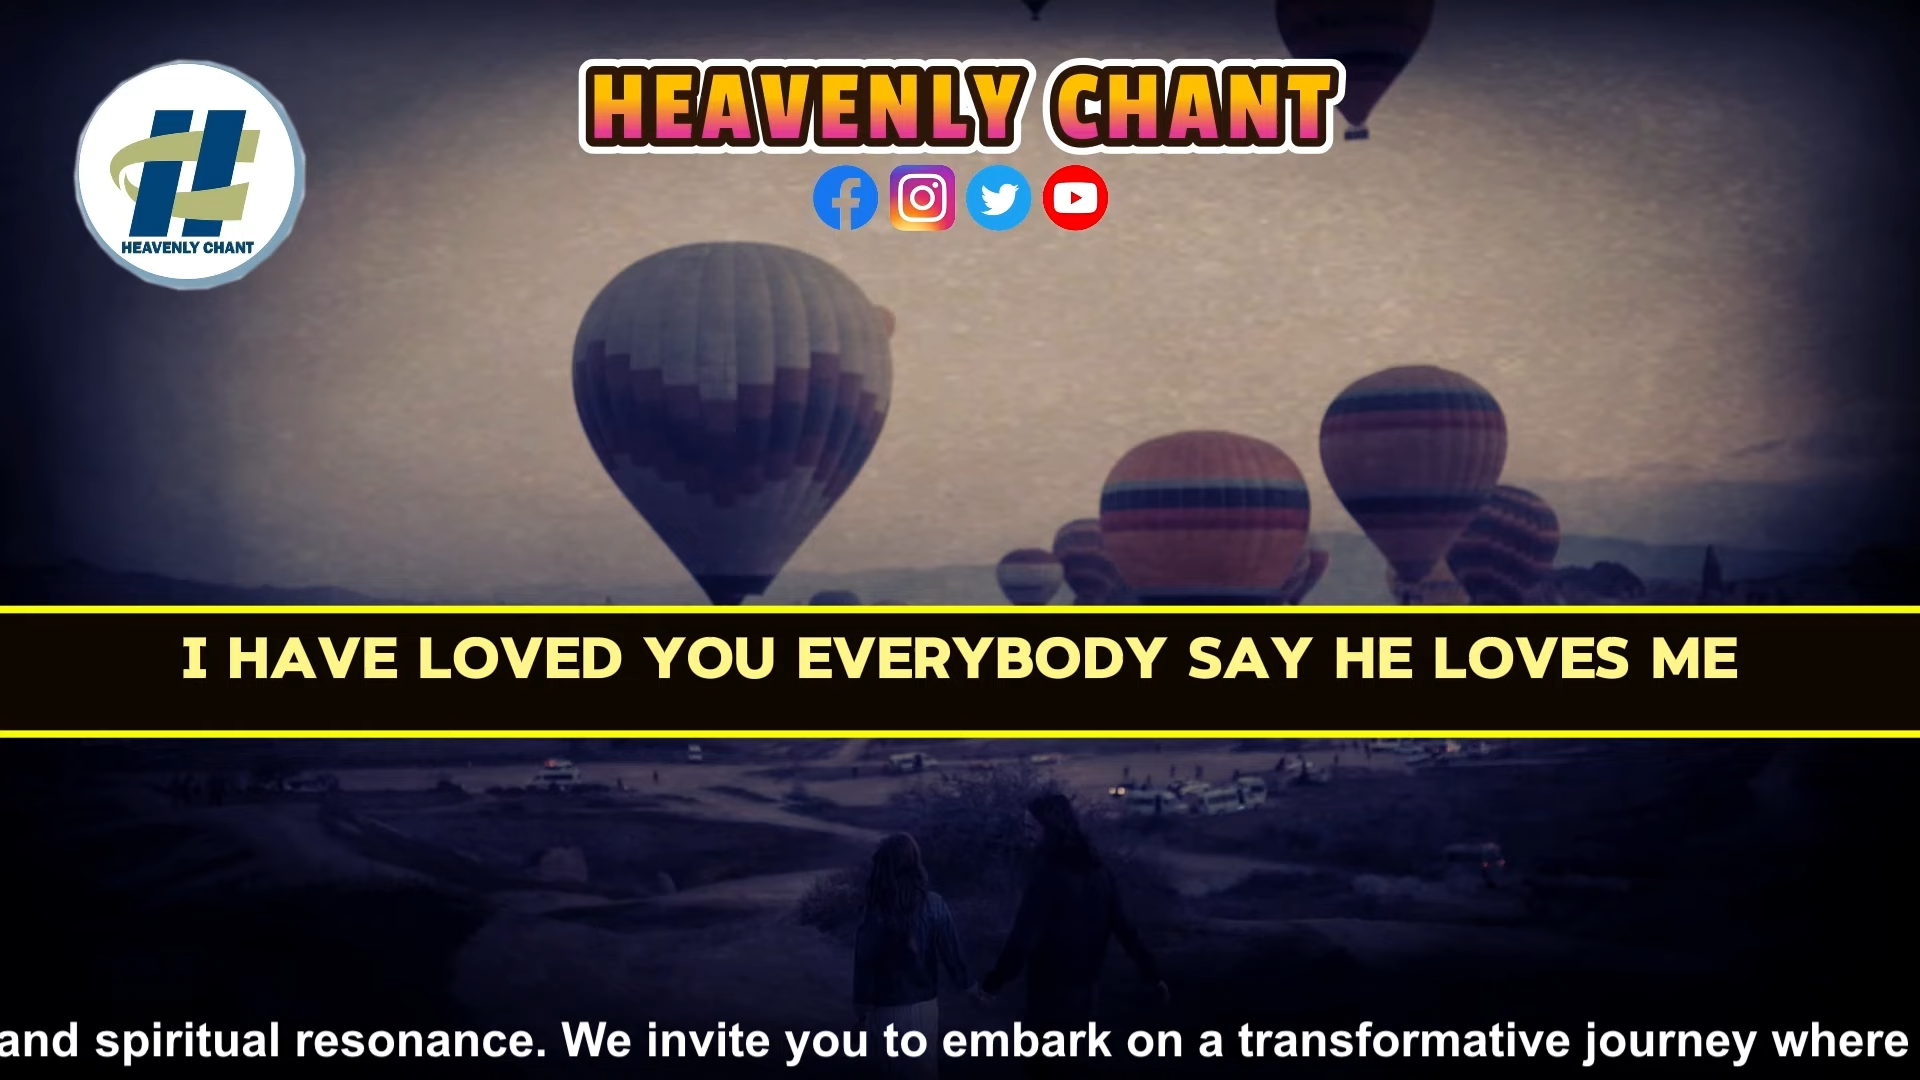 HEAVENLY CHANT
HEAVENLY CHANT
I HAVE LOVED YOU EVERYBODY SAY HE LOVES ME
and spiritual resonance. We invite you to embark on a transformative journey where